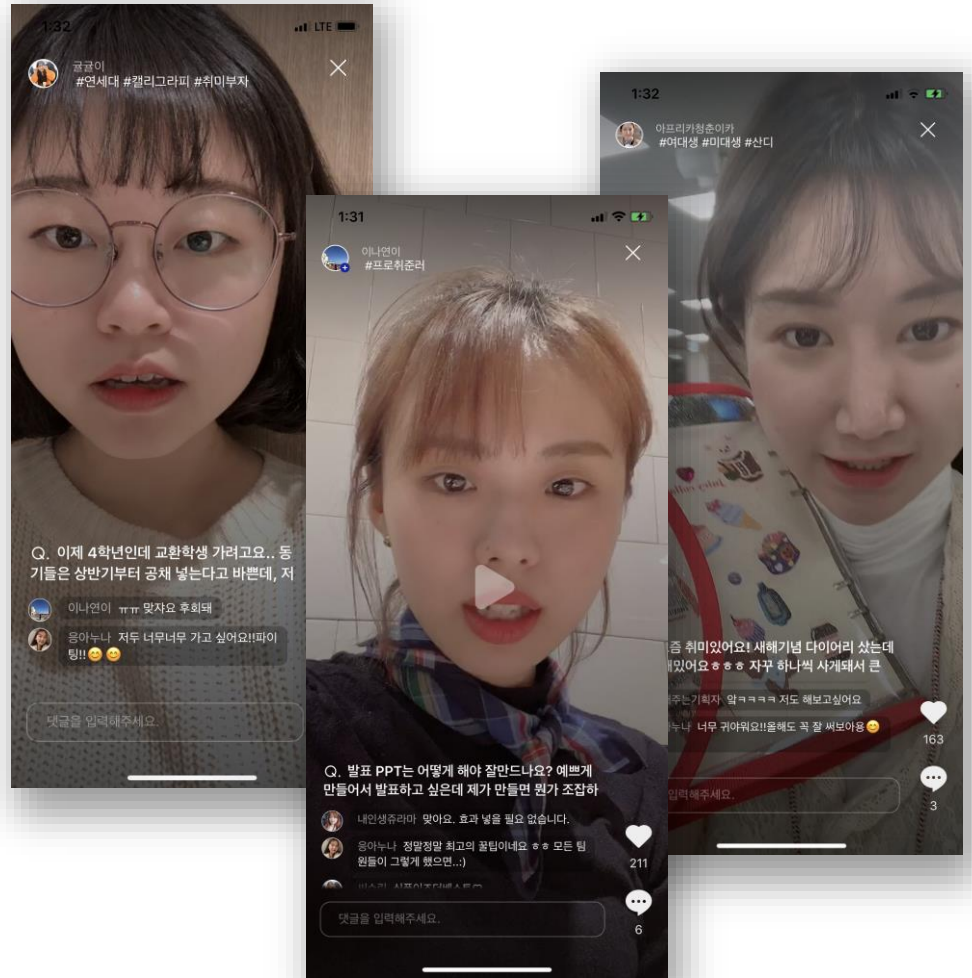 1:32
LTE
귤귤이
#연세대 #캘리그라피 #취미부자
Q. 이제 4학년인데 교환학생 가려고요.. 동
기들은 상반기부터 공채 넣는다고 바쁜데, 저
이나연이 ㅠㅠ 맞쟈요 후회돼
응아누나 저두 너무너무 가고 싶어요!!파이
팅!!😊 😊
댓글을 입력해주세요.
1:31
이나연이
#프로취준러
Q. 발표 PPT는 어떻게 해야 잘만드나요? 예쁘게
만들어서 발표하고 싶은데 제가 만들면 뭔가 조잡하
내인생쥬라마 맞아요. 효과 넣을 필요 없습니다.
응아누나 정말정말 최고의 꿀팁이네요 ㅎㅎ 모든 팀
원들이 그렇게 했으면..:)
댓글을 입력해주세요.
211
6
1:32
아프리카청춘이카
#여대생 #미대생 #산디
즘 취미있어요! 새해기념 다이어리 샀는데
재밌어요ㅎㅎㅎ 자꾸 하나씩 사게돼서 큰
주는기획자 앜ㅋㅋㅋㅋ 저도 해보고싶어요
누나 너무 귀야워요!!올해도 꼭 잘 써보아용😊
입력해주세요.
163
3